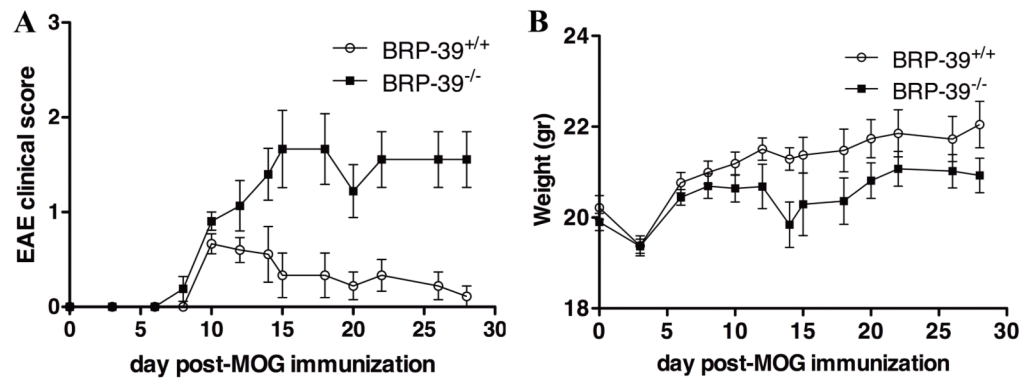 A
BRP-39+/+
BRP-39-/-
EAE clinical score
3
2
1
0
0 5 10 15 20 25 30
day post-MOG immunization
B
BRP-39+/+
BRP-39-/-
Weight (gr)
24
22
20
18
0 5 10 15 20 25 30
day post-MOG immunization